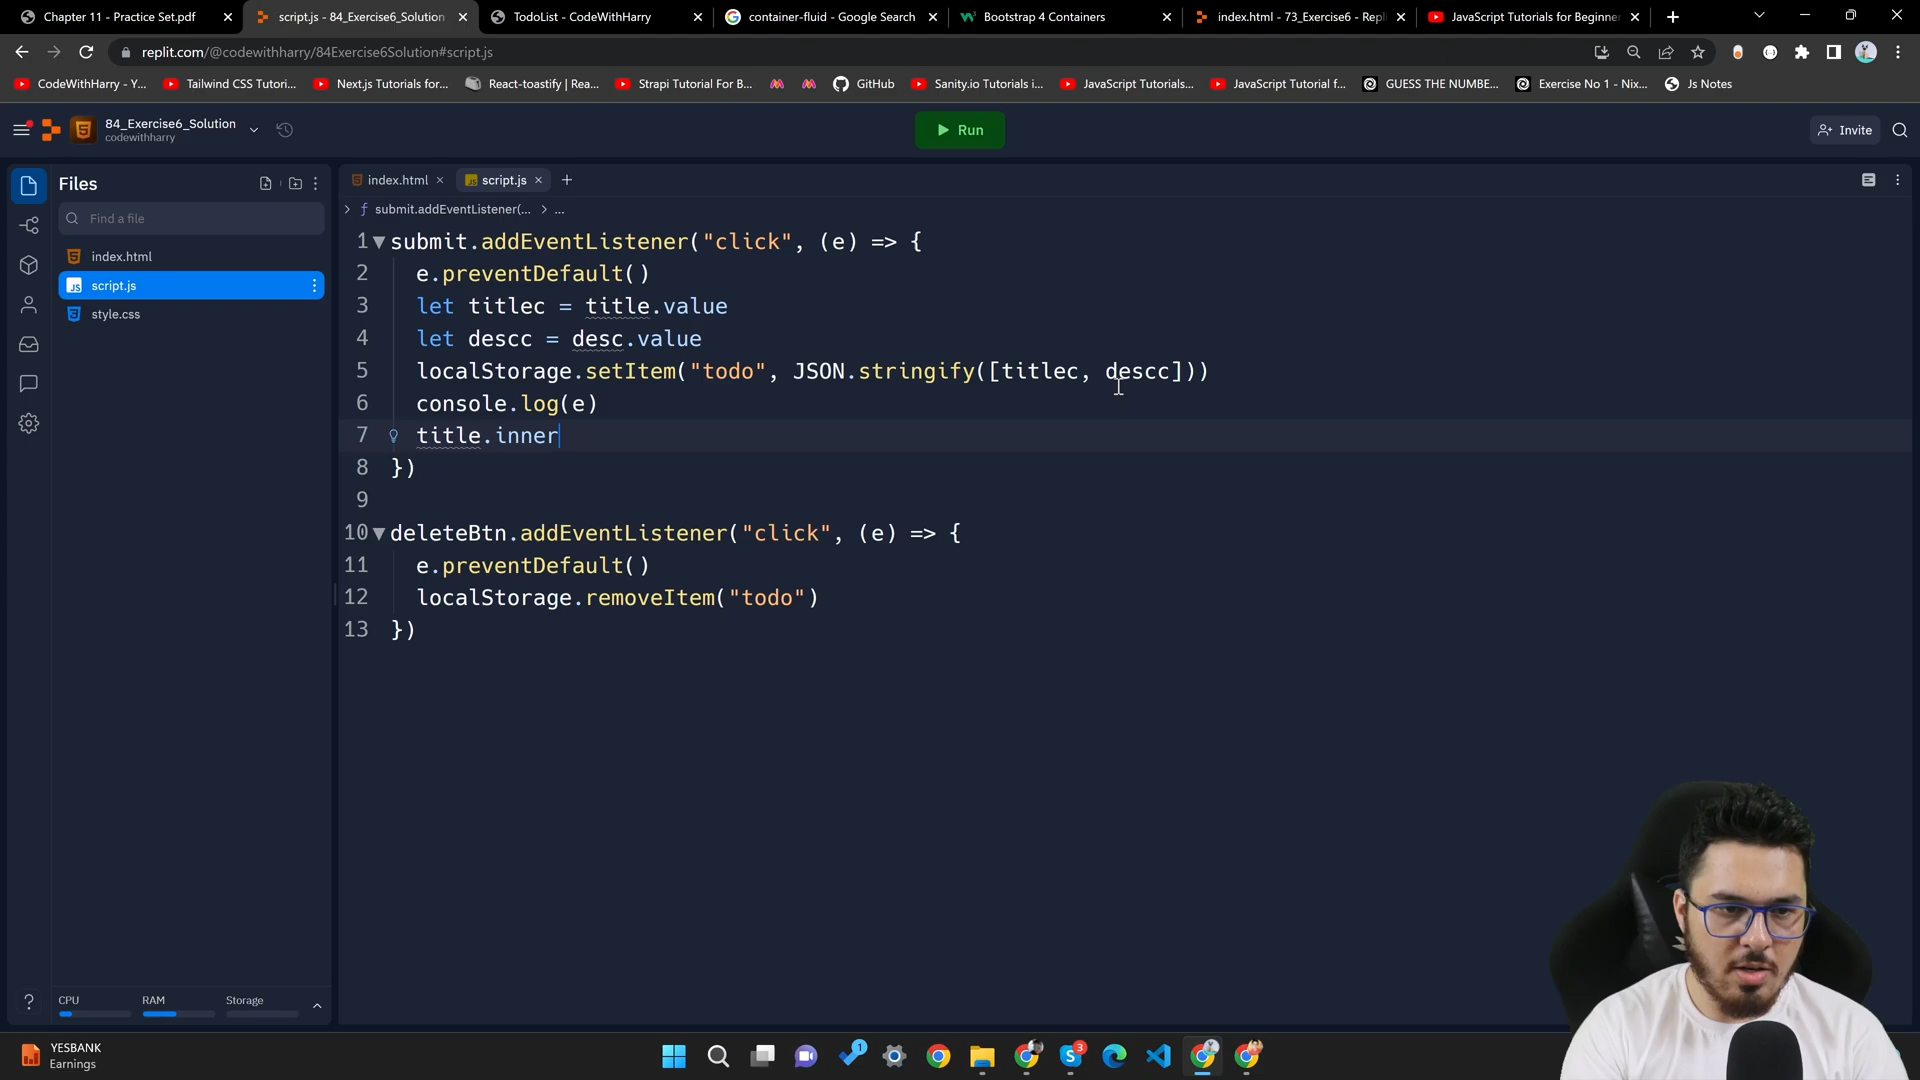 Chapter 11 - Practice Set.pdf
script.js - 84_Exercise6_Solution
TodoList - CodeWithHarry
container-fluid - Google Search
Bootstrap 4 Containers
index.html - 73_Exercise6 - Repl
JavaScript Tutorials for Beginner
replit.com/@codewithharry/84Exercise6Solution#script.js
CodeWithHarry - Y...
Tailwind CSS Tutori...
Next.js Tutorials for...
React-toastify | Rea...
Strapi Tutorial For B...
GitHub
Sanity.io Tutorials i...
JavaScript Tutorials...
JavaScript Tutorial f...
GUESS THE NUMBE...
Exercise No 1 - Nix...
Js Notes
84_Exercise6_Solution
codewithharry
Run
Invite
Files
index.html
script.js
Find a file
submit.addEventListener(... > ...
index.html
script.js
style.css
1 submit.addEventListener("click", (e) => {
2 e.preventDefault()
3 let titlec = title.value
4 let descc = desc.value
5 localStorage.setItem("todo", JSON.stringify([titlec, descc]))
6 console.log(e)
7 title.inner
8 })
9
10 deleteBtn.addEventListener("click", (e) => {
11 e.preventDefault()
12 localStorage.removeItem("todo")
13 })
CPU
RAM
Storage
YESBANK
Earnings
1
3